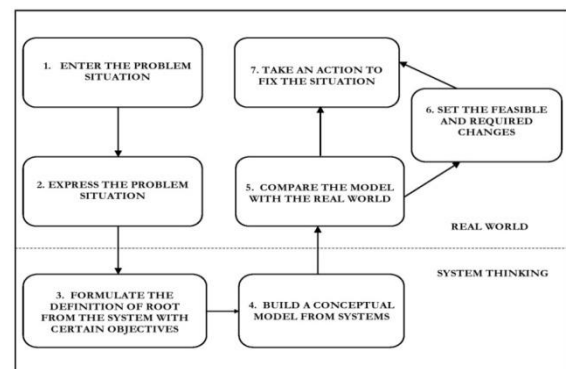 1. ENTER THE PROBLEM
SITUATION
7. TAKE AN ACTION TO
FIX THE SITUATION
6. SET THE FEASIBLE
AND REQUIRED
CHANGES
2. EXPRESS THE PROBLEM
SITUATION
5. COMPARE THE MODEL
WITH THE REAL WORLD
REAL WORLD
SYSTEM THINKING
3. FORMULATE THE
DEFINITION OF ROOT
FROM THE SYSTEM WITH
CERTAIN OBJECTIVES
4. BUILD A CONCEPTUAL
MODEL FROM SYSTEMS